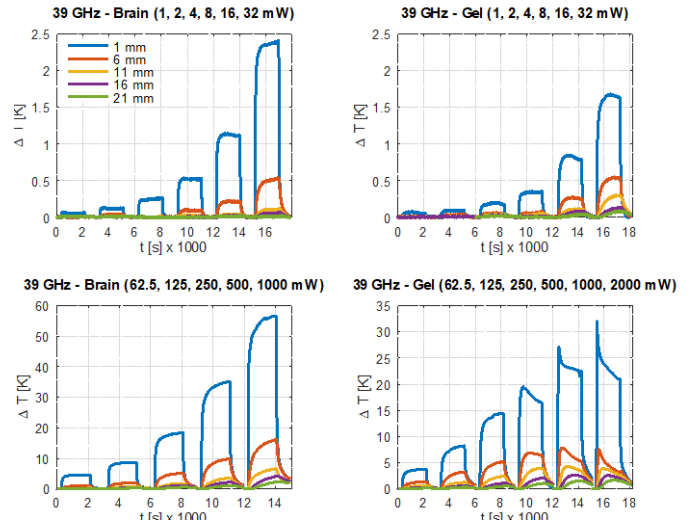 39 GHz - Brain (1, 2, 4, 8, 16, 32 mW)
39 GHz - Gel (1, 2, 4, 8, 16, 32 mW)
2.5
2
1.5
1
0.5
0
Δ T [K]
1 mm
6 mm
11 mm
16 mm
21 mm
0 2 4 6 8 10 12 14 16
t [s] x 1000
2.5
2
1.5
1
0.5
0
Δ T [K]
0 2 4 6 8 10 12 14 16 18
t [s] x 1000
39 GHz - Brain (62.5, 125, 250, 500, 1000 mW)
39 GHz - Gel (62.5, 125, 250, 500, 1000, 2000 mW)
60
50
40
30
20
10
0
Δ T [K]
0 2 4 6 8 10 12 14
t [s] x 1000
35
30
25
20
15
10
5
0
Δ T [K]
0 2 4 6 8 10 12 14 16 18
t [s] x 1000